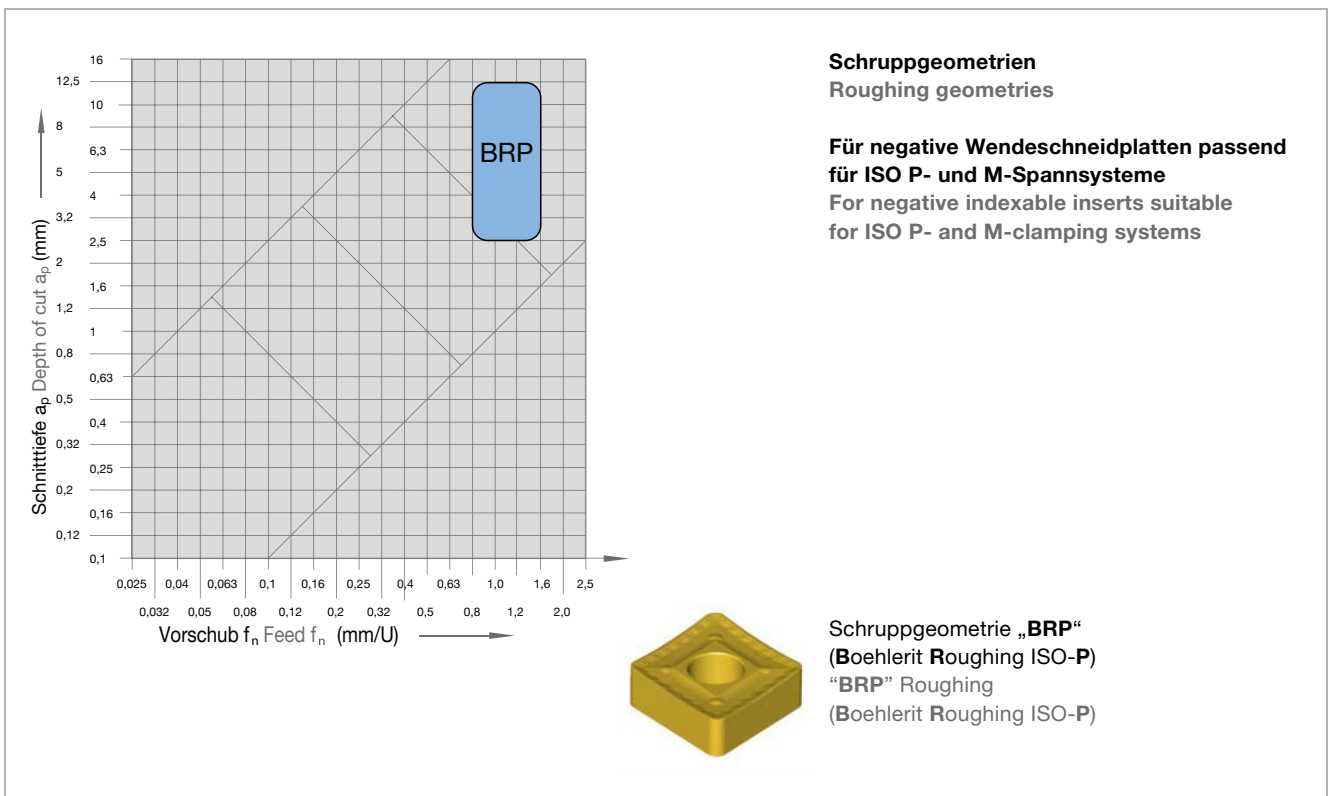 16
12,5
10
8
6,3
5
4
3,2
2,5
2
1,6
1,2
1
0,8
0,63
0,5
0,4
0,32
0,25
0,2
0,16
0,12
0,1
Schnitttiefe ap Depth of cut ap (mm)
BRP
0,025 0,04 0,063 0,1 0,16 0,25 0,4 0,63 1,0 1,6 2,5
0,032 0,05 0,08 0,12 0,2 0,32 0,5 0,8 1,2 2,0
Vorschub fn Feed fn (mm/U)
Schruppgeometrien
Roughing geometries
Für negative Wendeschneidplatten passend
für ISO P- und M-Spannsysteme
For negative indexable inserts suitable
for ISO P- and M-clamping systems
Schruppgeometrie „BRP“
(Boehlerit Roughing ISO-P)
“BRP” Roughing
(Boehlerit Roughing ISO-P)